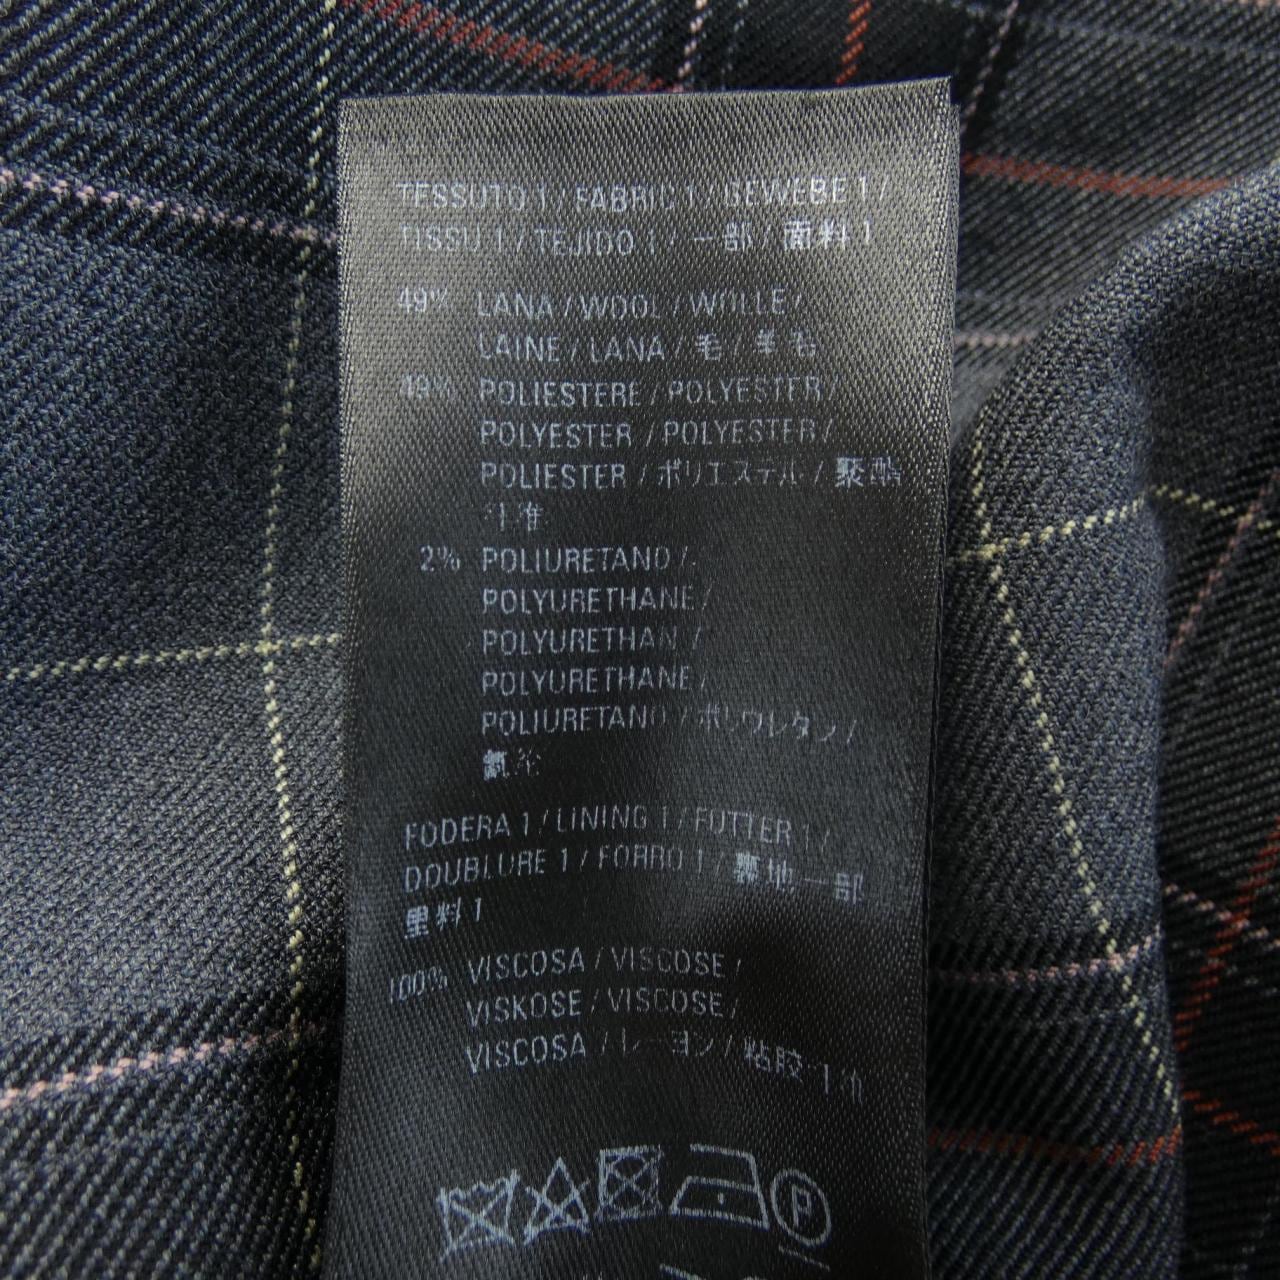 TESSUTO 1 / FABRIC 1 / GEWEBE 1 /
TISSU 1 / TEJIDO 1 / 一部 / 面料 1
49% LANA / WOOL / WOLLE /
LAINE / LANA / 毛 / 羊毛
49% POLIESTERE / POLYESTER /
POLYESTER / POLYESTER /
POLIESTER / ポリエステル / 聚酯
纤维
2% POLIURETANO /
POLYURETHANE /
POLYURETHAN /
POLYURETHANE /
POLIURETANO / ポリウレタン /
氨纶
FODERA 1 / LINING 1 / FUTTER 1 /
DOUBLURE 1 / FORRO 1 / 裏地一部
里料 1
100% VISCOSA / VISCOSE /
VISKOSE / VISCOSE /
VISCOSA / レーヨン / 粘胶纤维
P